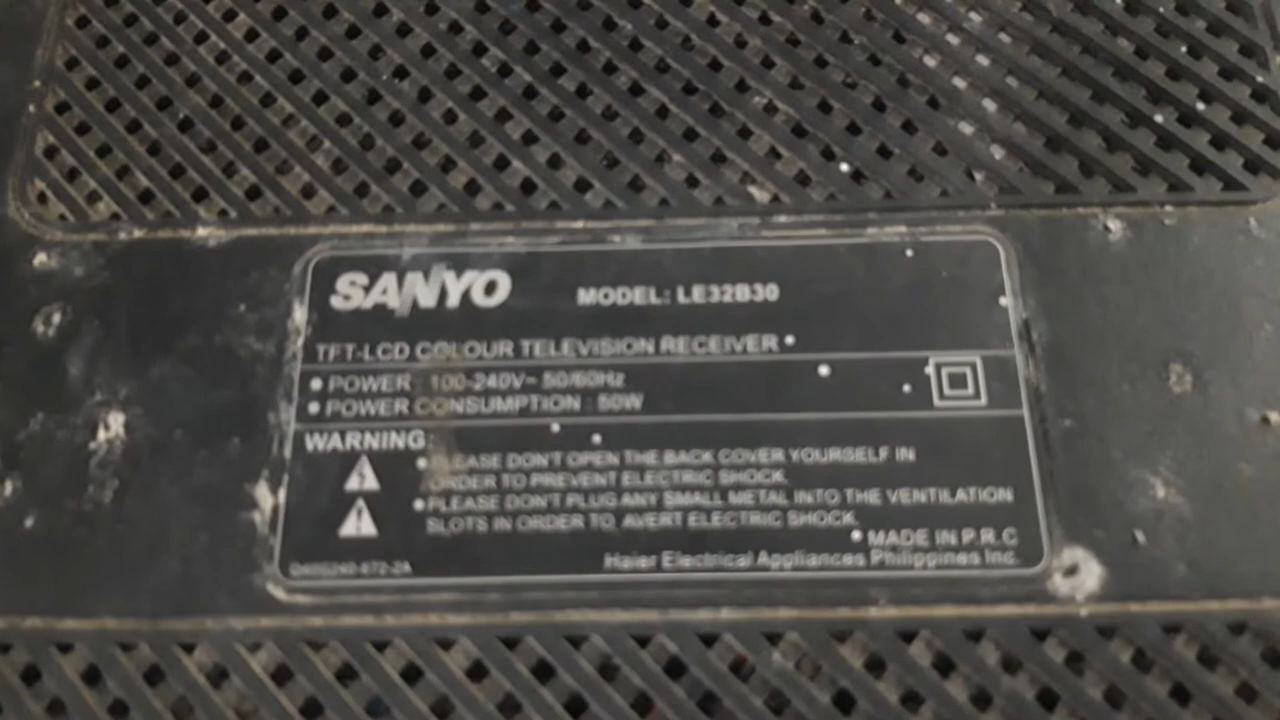 SANYO MODEL: LE32B30
TFT-LCD COLOUR TELEVISION RECEIVER
POWER : 100-240V~ 50/60Hz
POWER CONSUMPTION : 50W
WARNING:
PLEASE DON'T OPEN THE BACK COVER YOURSELF IN
ORDER TO PREVENT ELECTRIC SHOCK.
PLEASE DON'T PLUG ANY SMALL METAL INTO THE VENTILATION
SLOTS IN ORDER TO AVERT ELECTRIC SHOCK.
MADE IN P.R.C
Haier Electrical Appliances Philippines Inc.